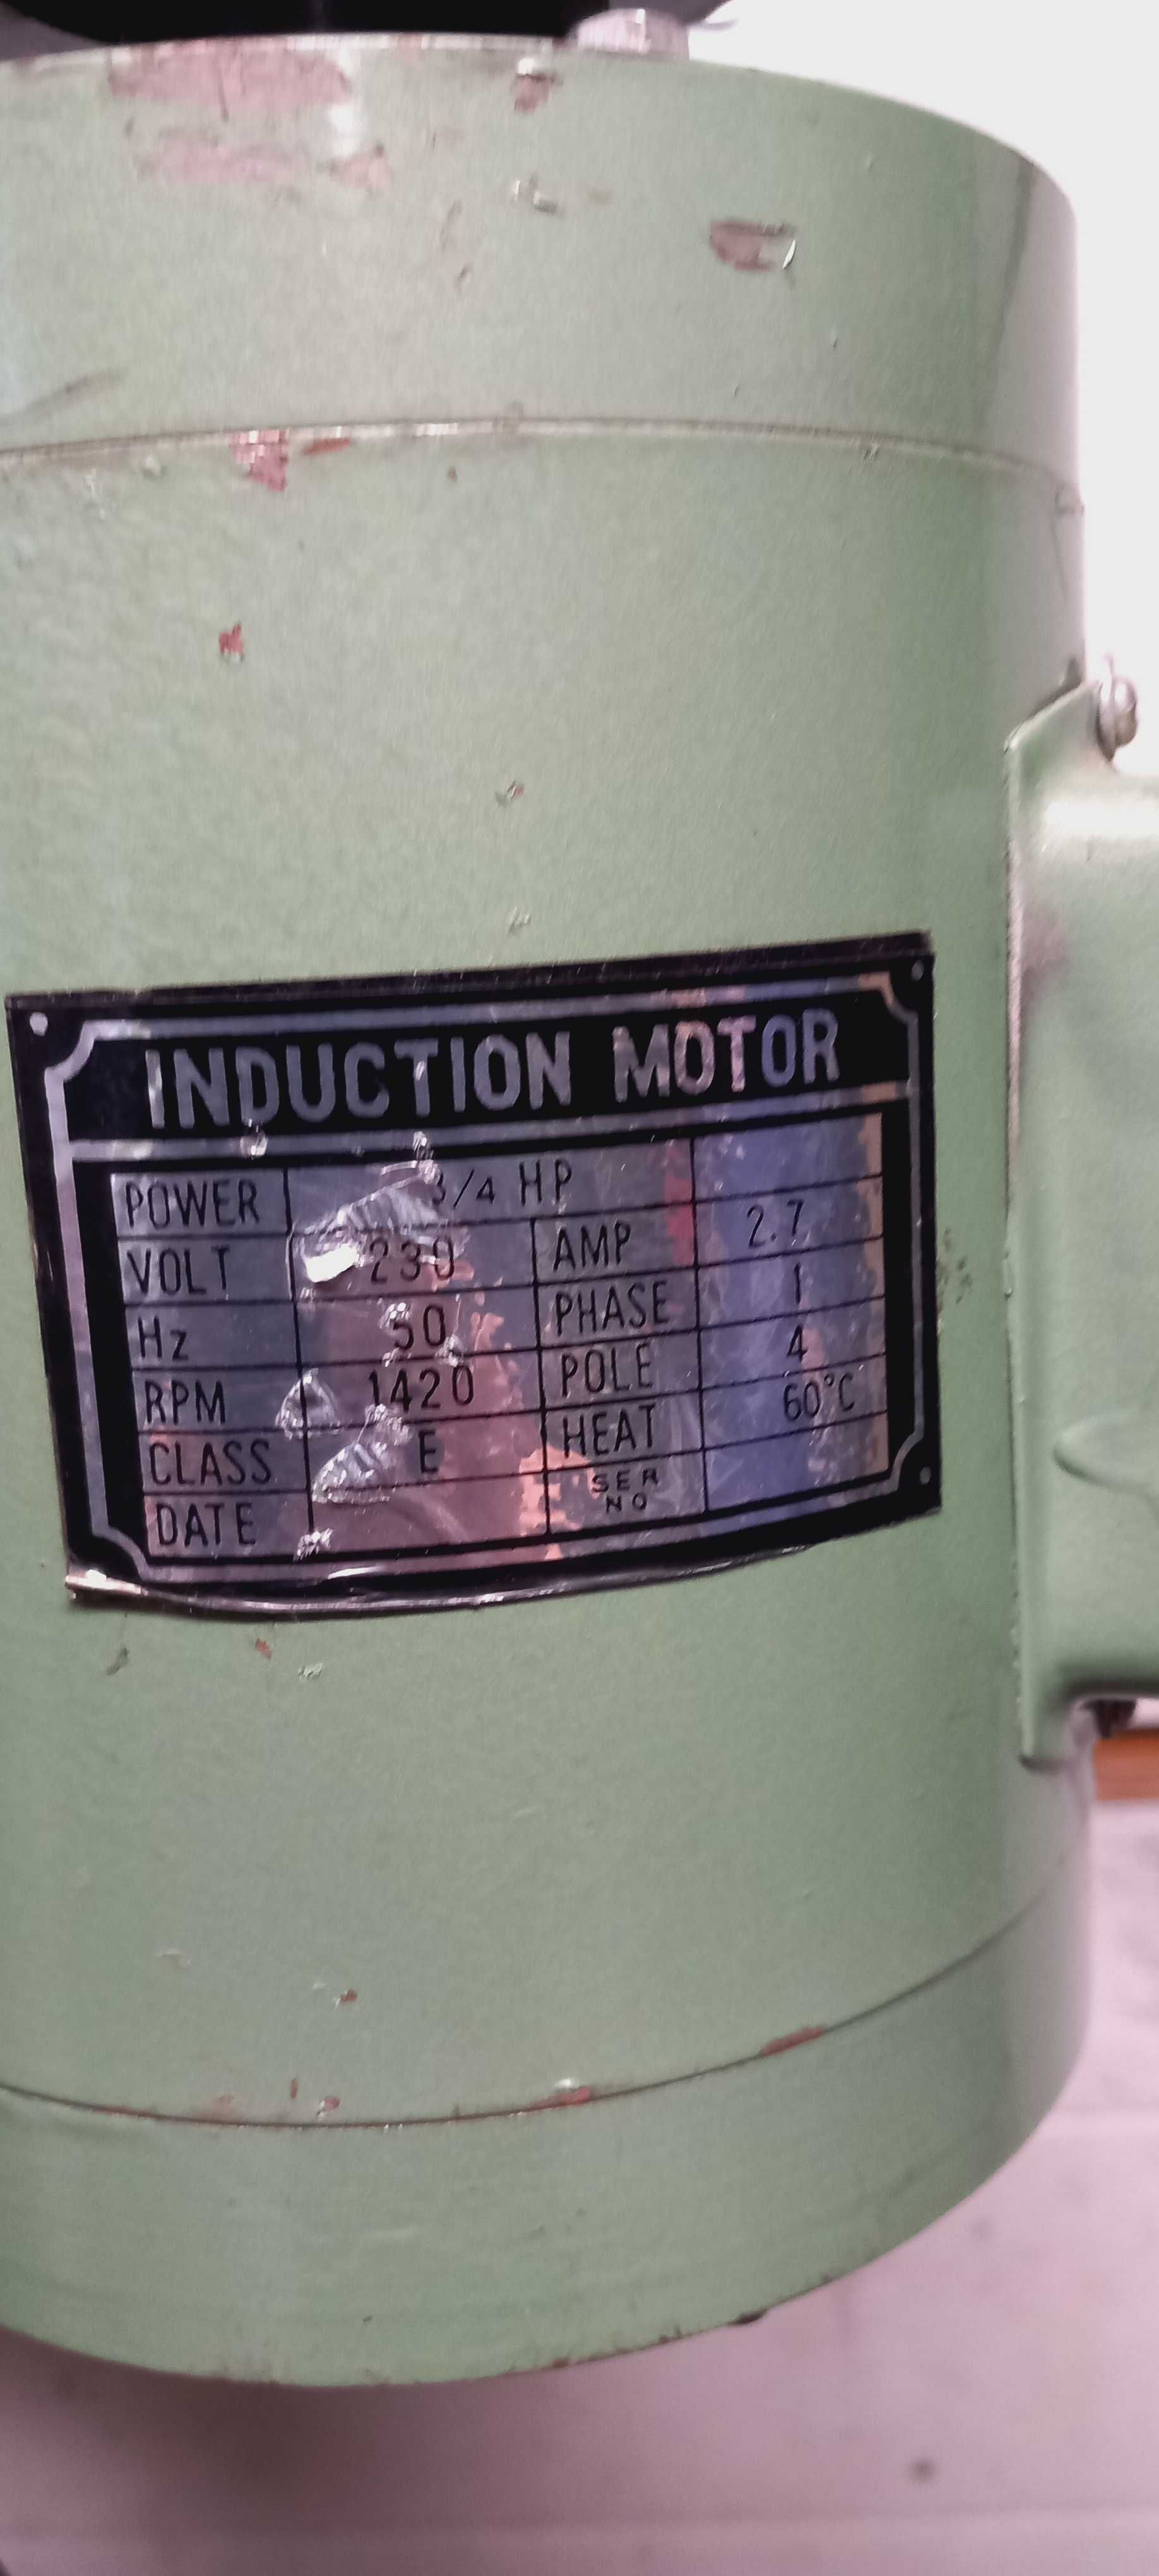 INDUCTION MOTOR
POWER 3/4 HP
VOLT 230 AMP 2.7
Hz 50 PHASE 1
RPM 1420 POLE 4
CLASS E HEAT 60°C
DATE SER NO